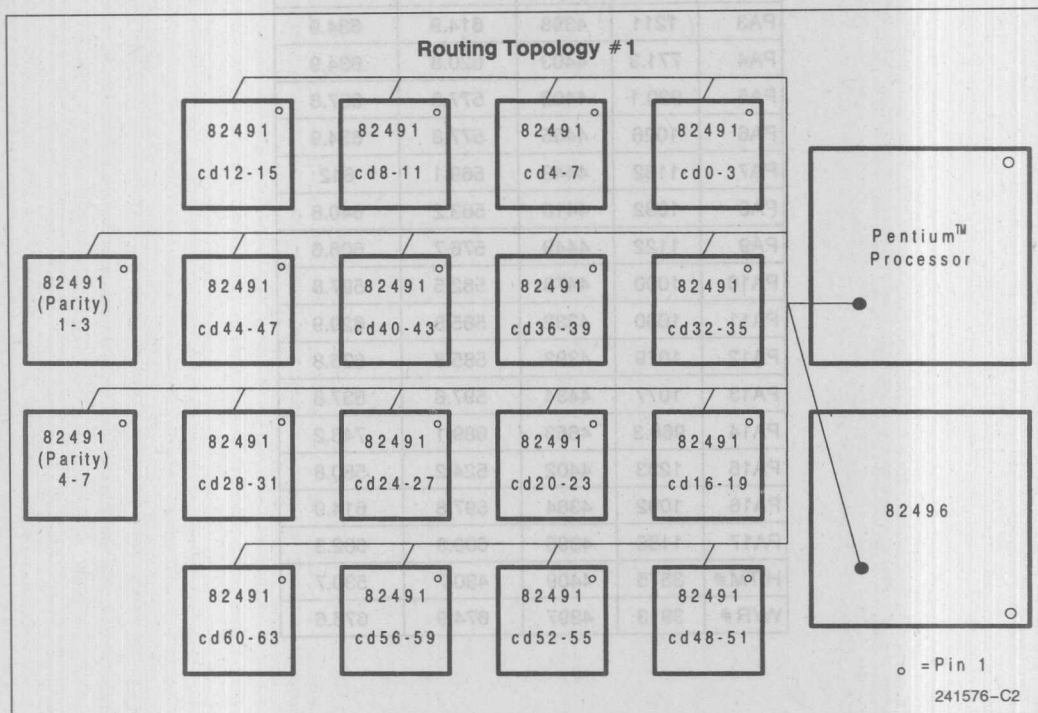 Routing Topology #1
82491 82491 82491 82491
cd12-15 cd8-11 cd4-7 cd0-3
Pentium™
Processor
82491
(Parity)
1-3
82491 82491 82491 82491
cd44-47 cd40-43 cd36-39 cd32-35
82491
(Parity)
4-7
82491 82491 82491 82491
cd28-31 cd24-27 cd20-23 cd16-19
82496
82491 82491 82491 82491
cd60-63 cd56-59 cd52-55 cd48-51
o =Pin 1
241576–C2